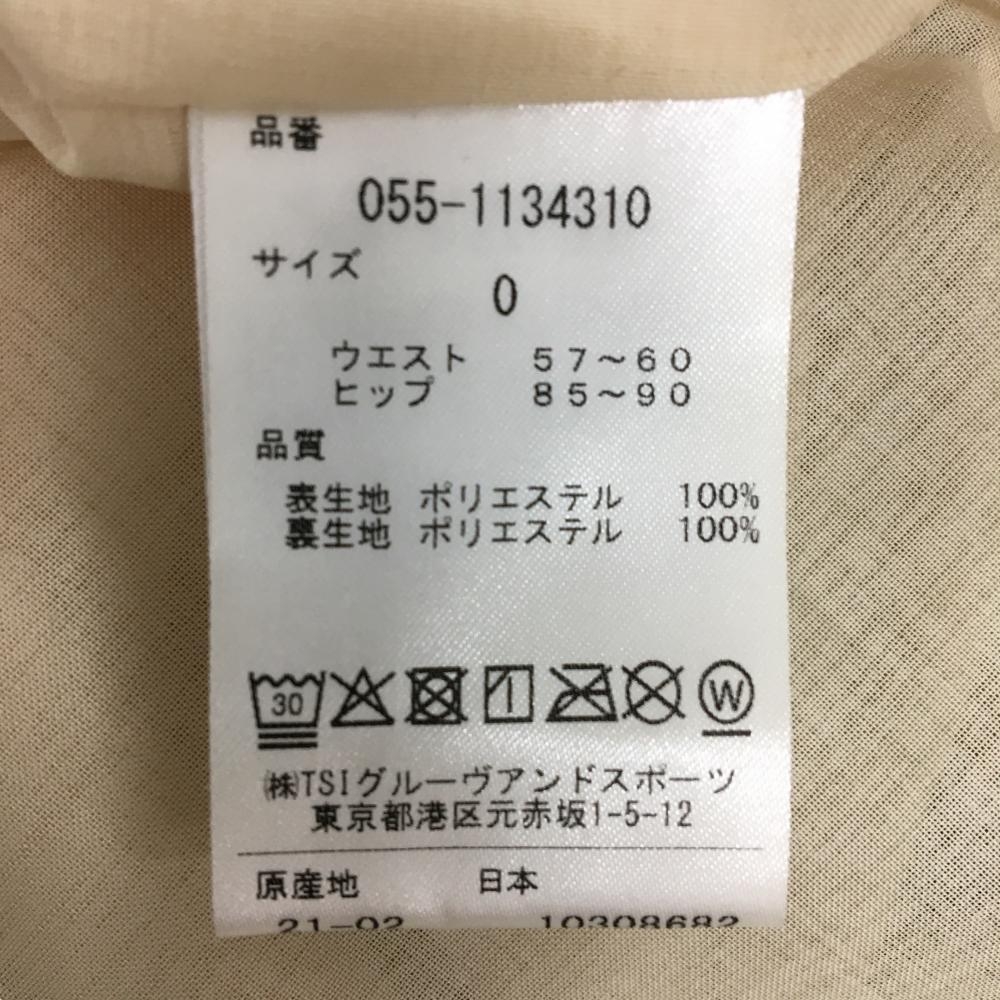 品番
055-1134310
サイズ
0
ウエスト 57～60
ヒップ 85～90
品質
表生地 ポリエステル 100%
裏生地 ポリエステル 100%
30 W
㈱TSIグルーヴアンドスポーツ
東京都港区元赤坂1-5-12
原産地 日本
21-02 10308682